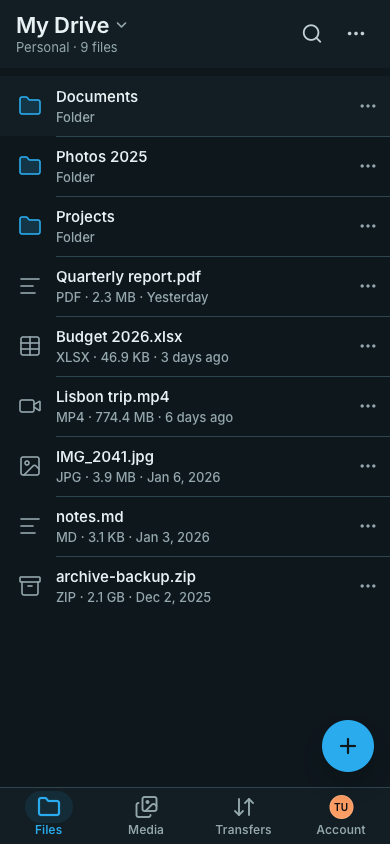 My Drive
Personal · 9 files
Documents
Folder
Photos 2025
Folder
Projects
Folder
Quarterly report.pdf
PDF · 2.3 MB · Yesterday
Budget 2026.xlsx
XLSX · 46.9 KB · 3 days ago
Lisbon trip.mp4
MP4 · 774.4 MB · 6 days ago
IMG_2041.jpg
JPG · 3.9 MB · Jan 6, 2026
notes.md
MD · 3.1 KB · Jan 3, 2026
archive-backup.zip
ZIP · 2.1 GB · Dec 2, 2025
TU
Files Media Transfers Account